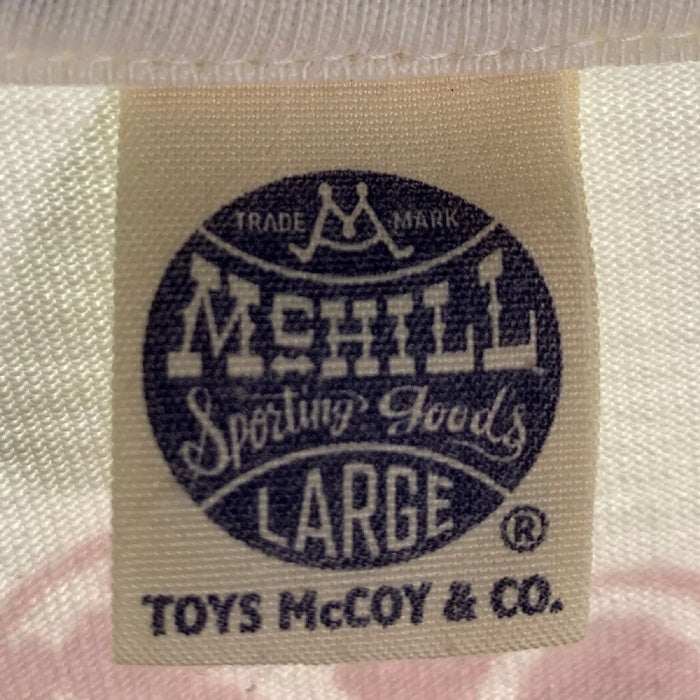 TRADE MARK
McHILL
Sporting Goods
LARGE
®
TOYS McCOY & CO.